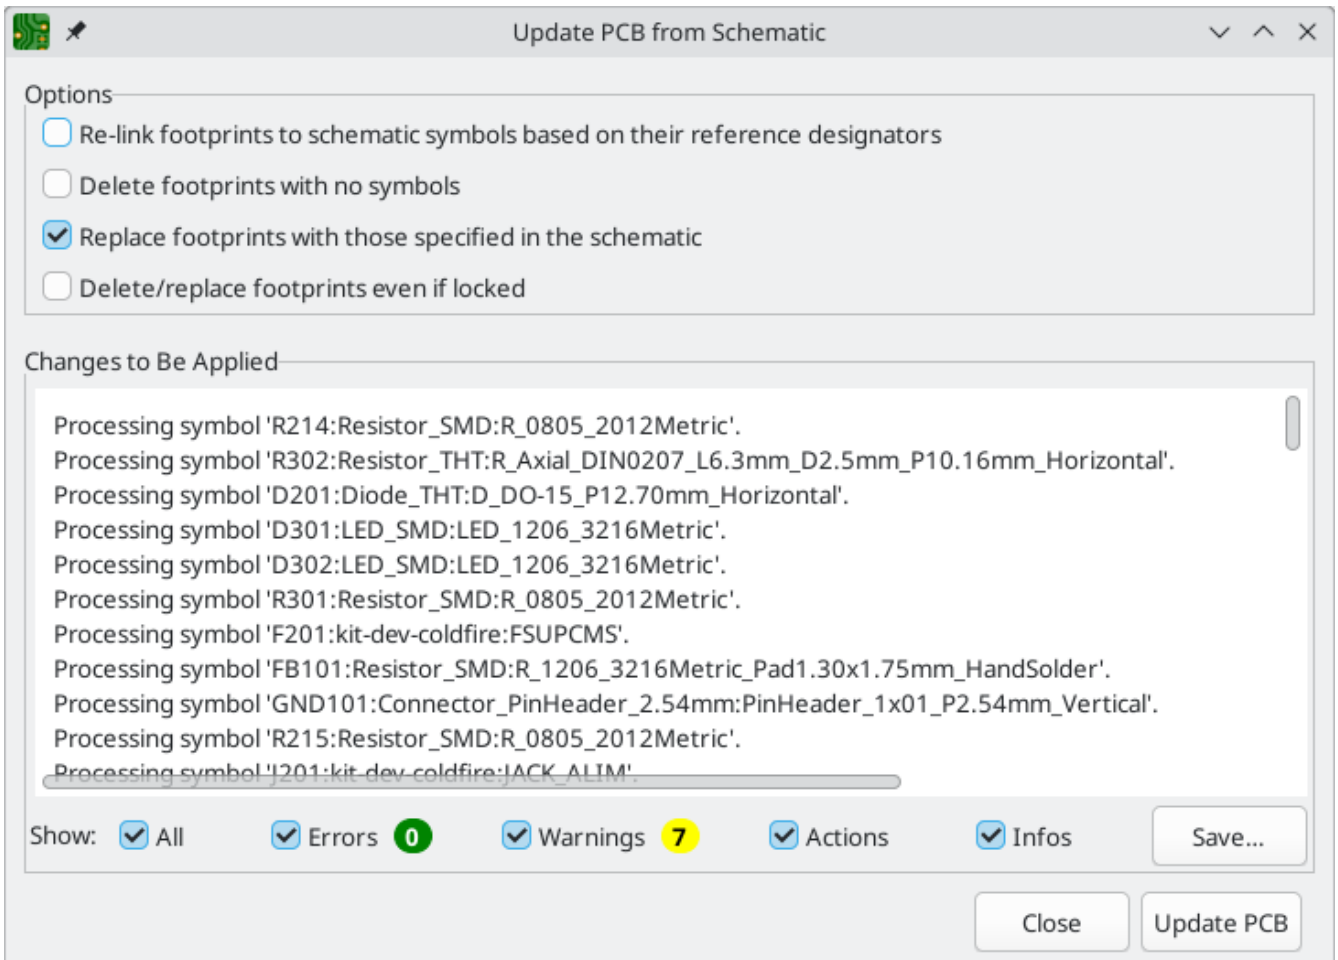 Update PCB from Schematic
Options
Re-link footprints to schematic symbols based on their reference designators
Delete footprints with no symbols
Replace footprints with those specified in the schematic
Delete/replace footprints even if locked
Changes to Be Applied
Processing symbol 'R214:Resistor_SMD:R_0805_2012Metric'.
Processing symbol 'R302:Resistor_THT:R_Axial_DIN0207_L6.3mm_D2.5mm_P10.16mm_Horizontal'.
Processing symbol 'D201:Diode_THT:D_DO-15_P12.70mm_Horizontal'.
Processing symbol 'D301:LED_SMD:LED_1206_3216Metric'.
Processing symbol 'D302:LED_SMD:LED_1206_3216Metric'.
Processing symbol 'R301:Resistor_SMD:R_0805_2012Metric'.
Processing symbol 'F201:kit-dev-coldfire:FSUPCMS'.
Processing symbol 'FB101:Resistor_SMD:R_1206_3216Metric_Pad1.30x1.75mm_HandSolder'.
Processing symbol 'GND101:Connector_PinHeader_2.54mm:PinHeader_1x01_P2.54mm_Vertical'.
Processing symbol 'R215:Resistor_SMD:R_0805_2012Metric'.
Processing symbol 'J201:kit-dev-coldfire:JACK_ALIM'.
Show: All Errors 0 Warnings 7 Actions Infos Save...
Close Update PCB